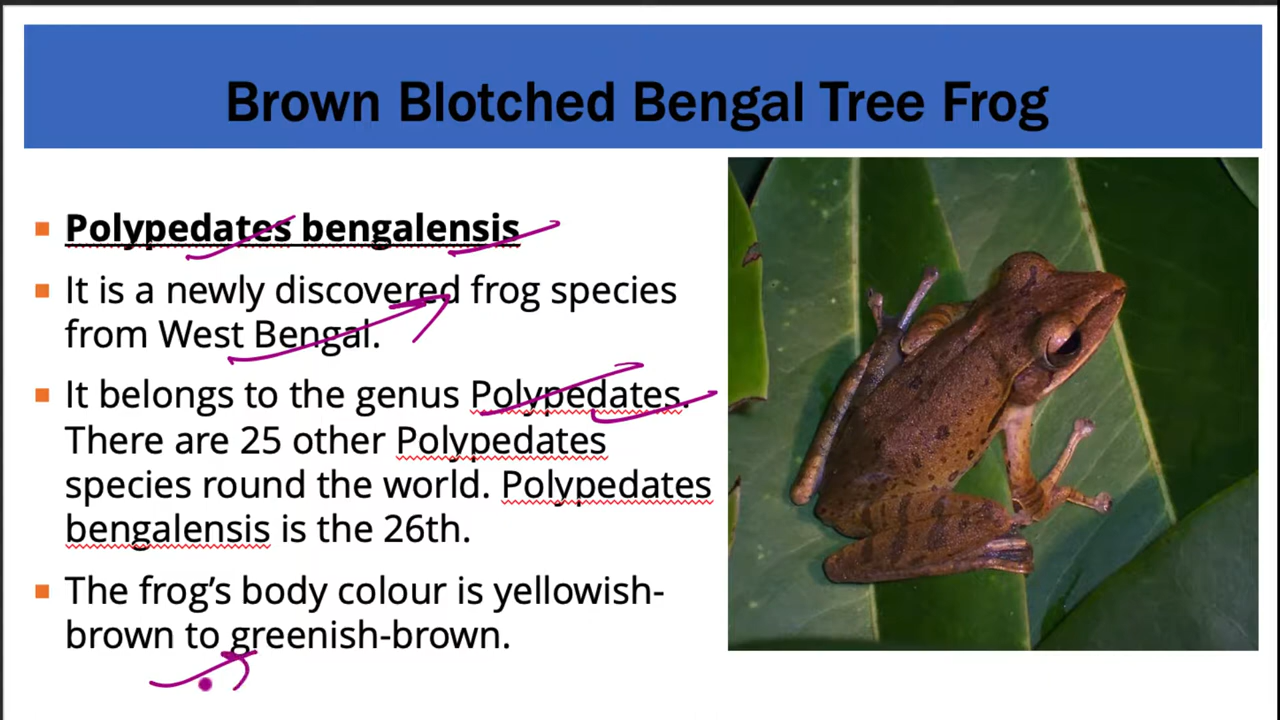 Brown Blotched Bengal Tree Frog
Polypedates bengalensis
It is a newly discovered frog species
from West Bengal.
It belongs to the genus Polypedates.
There are 25 other Polypedates
species round the world. Polypedates
bengalensis is the 26th.
The frog’s body colour is yellowish-
brown to greenish-brown.